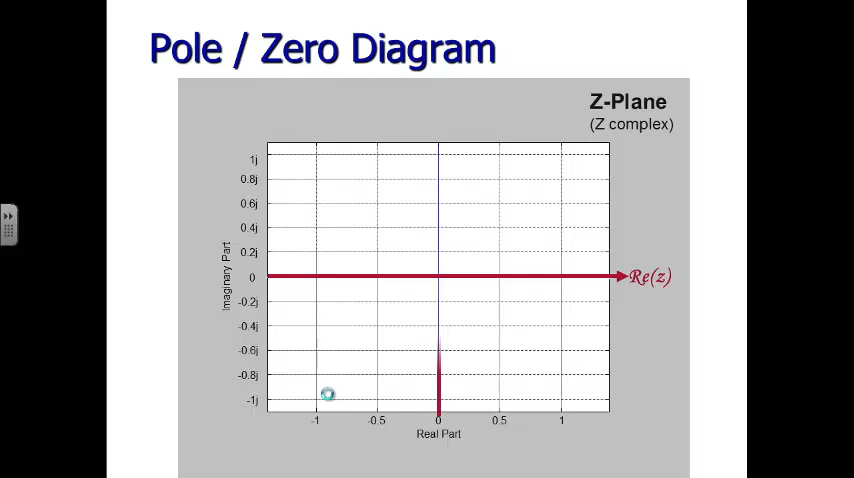 Pole / Zero Diagram
Z-Plane
(Z complex)
1j
0.8j
0.6j
0.4j
0.2j
0
-0.2j
-0.4j
-0.6j
-0.8j
-1j
Imaginary Part
Re(z)
-1 -0.5 0 0.5 1
Real Part